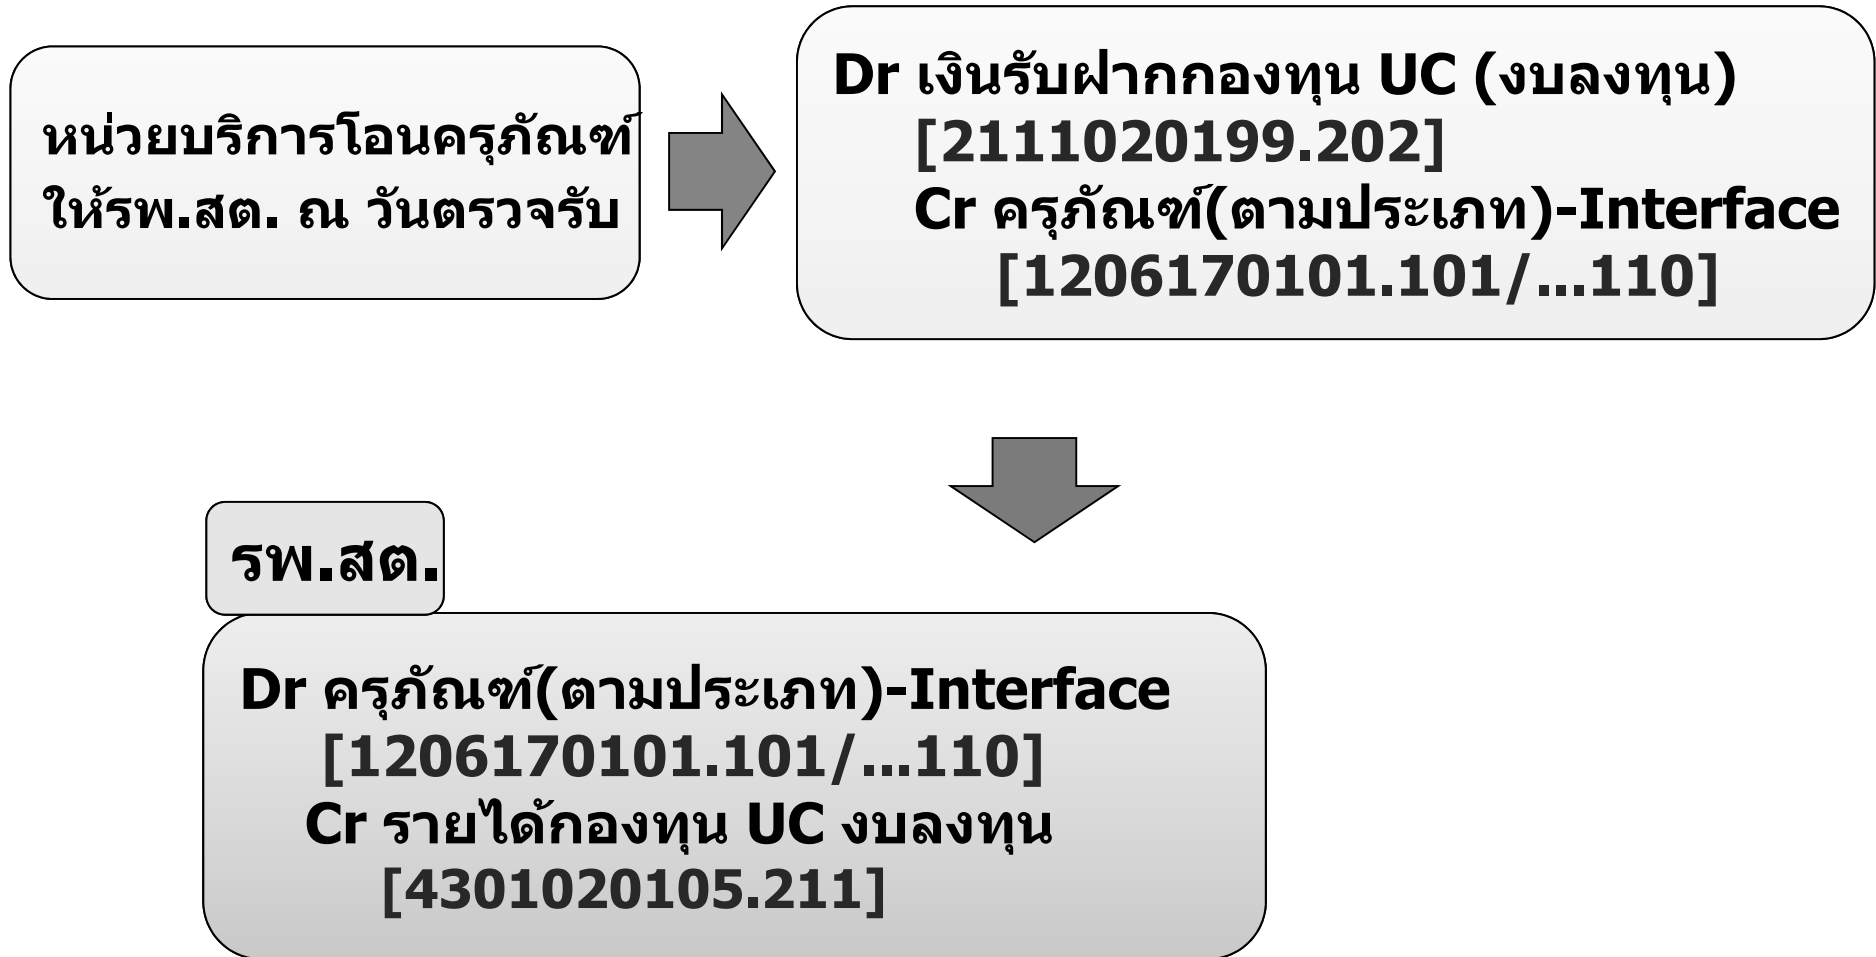 หน่วยบริการโอนครุภัณฑ์
ให้รพ.สต. ณ วันตรวจรับ
Dr เงินรับฝากกองทุน UC (งบลงทุน)
[2111020199.202]
Cr ครุภัณฑ์(ตามประเภท)-Interface
[1206170101.101/...110]
รพ.สต.
Dr ครุภัณฑ์(ตามประเภท)-Interface
[1206170101.101/...110]
Cr รายได้กองทุน UC งบลงทุน
[4301020105.211]